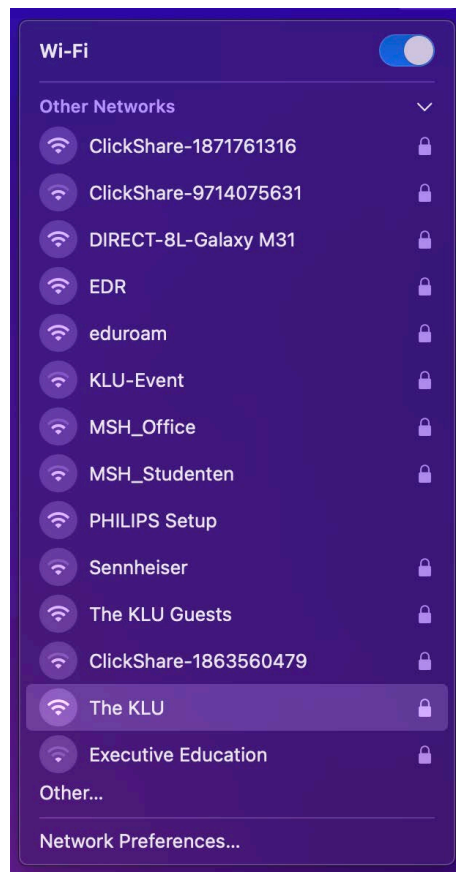 Wi-Fi
Other Networks
ClickShare-1871761316
ClickShare-9714075631
DIRECT-8L-Galaxy M31
EDR
eduroam
KLU-Event
MSH_Office
MSH_Studenten
PHILIPS Setup
Sennheiser
The KLU Guests
ClickShare-1863560479
The KLU
Executive Education
Other...
Network Preferences...